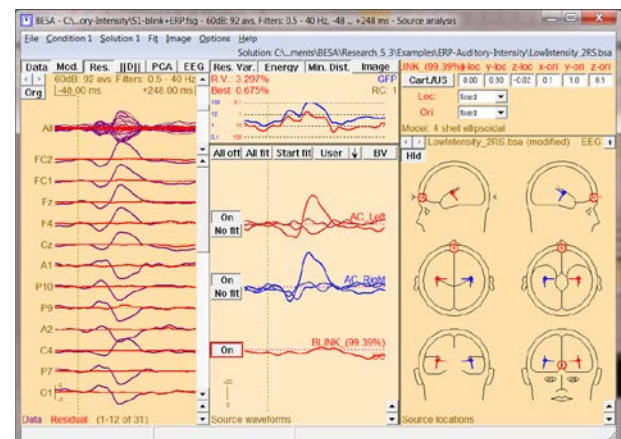 BESA - C:\...ory-Intensity\S1-blink+ERP.fsg - 60dB: 92 avs, Filters: 0.5 - 40 Hz, -48 ... +248 ms - Source analysis
File Condition 1 Solution 1 Fit Image Options Help
Solution: C:\...ments\BESA\Research_5_3\Examples\ERP-Auditory-Intensity\LowIntensity_2RS.bsa
Data Mod. Res. ||D|| PCA EEG
60dB: 92 avs Filters: 0.5 - 40 Hz
Org -48.00 ms +248.00 ms
All
FC2
FC1
Fz
F4
Cz
A1
P10
P9
A2
C4
P7
O1
Data Residual (1-12 of 31)
Res. Var. Energy Min. Dist. Image
R.V.: 3.297% GFP
Best: 0.675% RC: 1
All off All fit Start fit User ↓ BV
On AC_Left
No fit
On AC_Right
No fit
BLINK_(99.39%)
On
Source waveforms
INK_(99.39%) x-loc y-loc z-loc x-ori y-ori z-ori
Cart./US 0.00 0.90 -0.02 0.1 1.0 0.1
Loc: fixed
Ori: fixed
Model: 4 shell ellipsoidal
LowIntensity_2RS.bsa (modified) EEG
Hld
Source locations